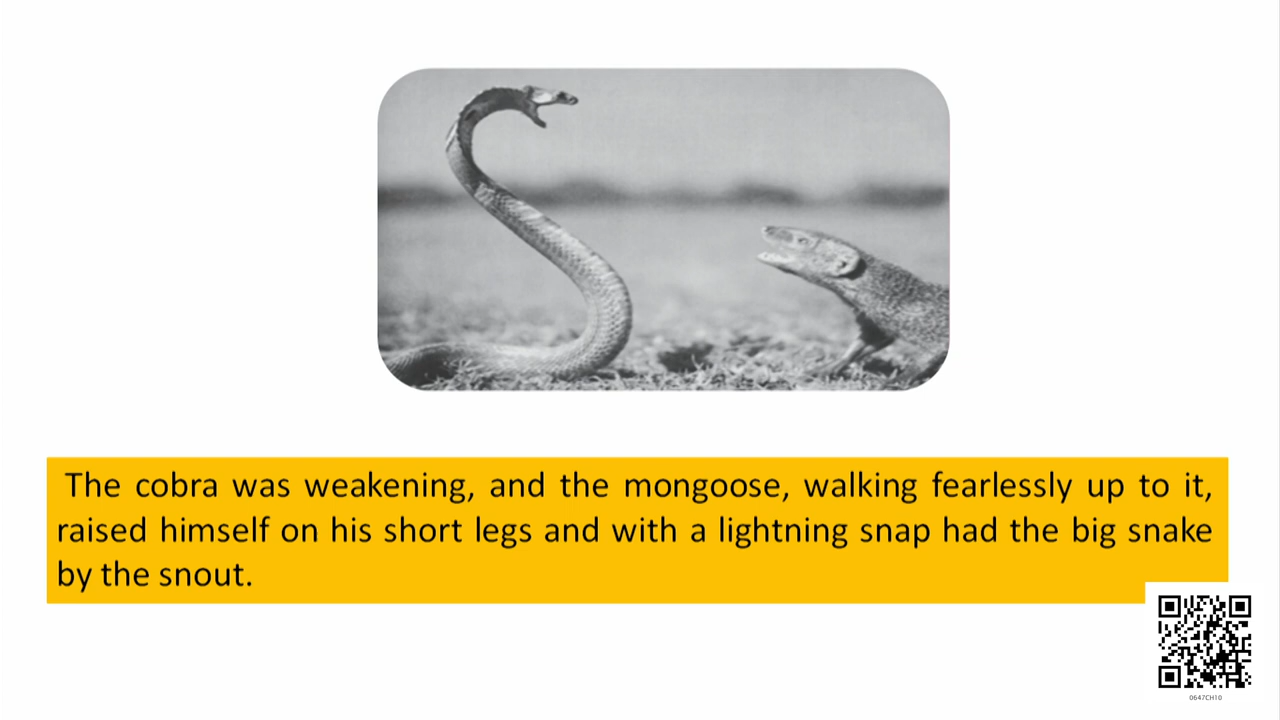 The cobra was weakening, and the mongoose, walking fearlessly up to it,
raised himself on his short legs and with a lightning snap had the big snake
by the snout.
0647CH10